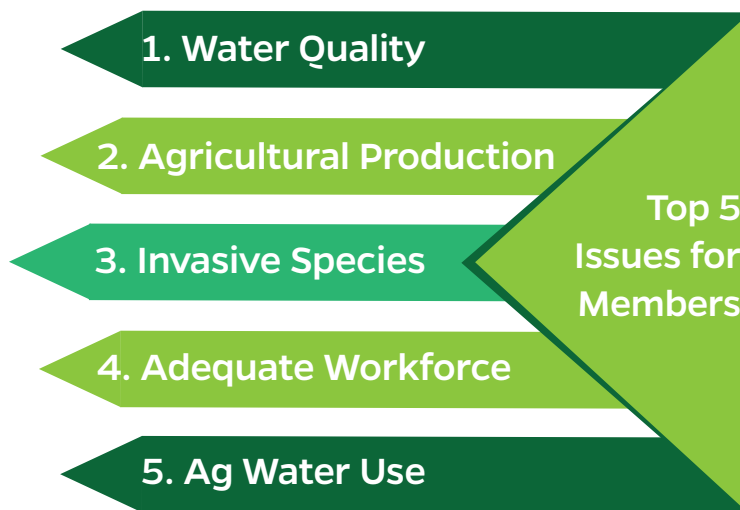 1. Water Quality
2. Agricultural Production
3. Invasive Species
4. Adequate Workforce
5. Ag Water Use
Top 5
Issues for
Members